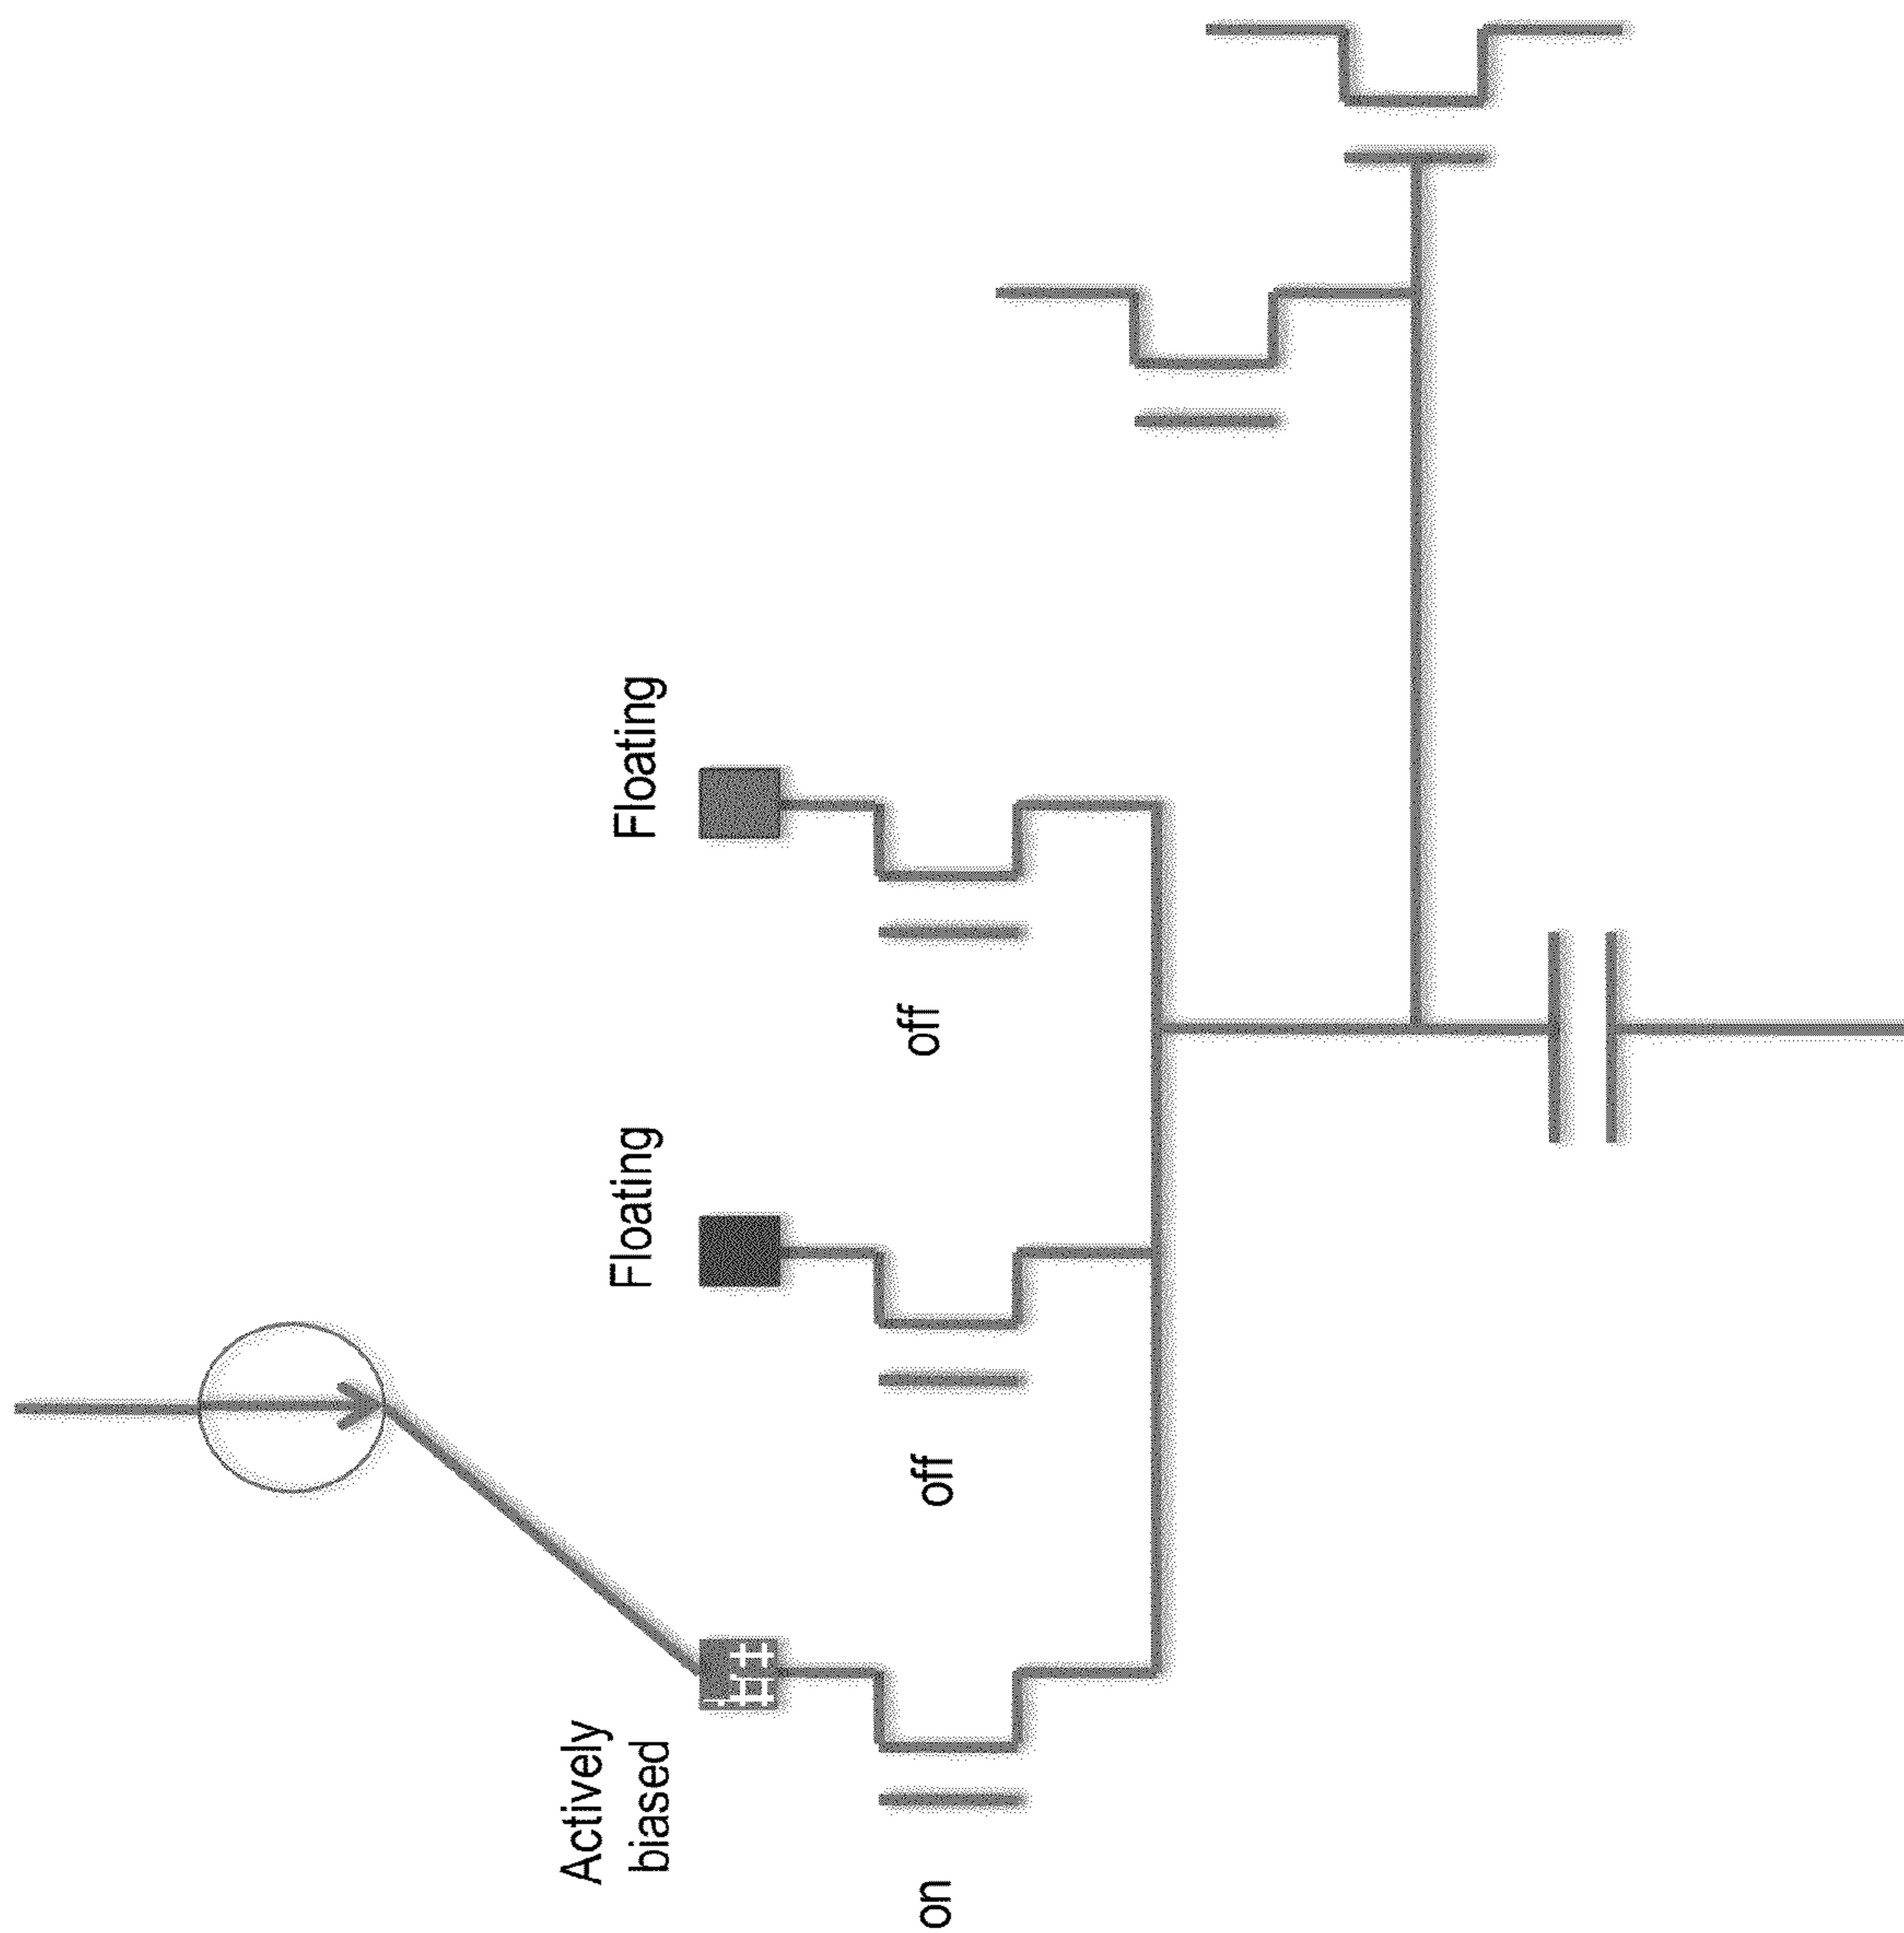 Actively
biased
on
Floating
off
Floating
off